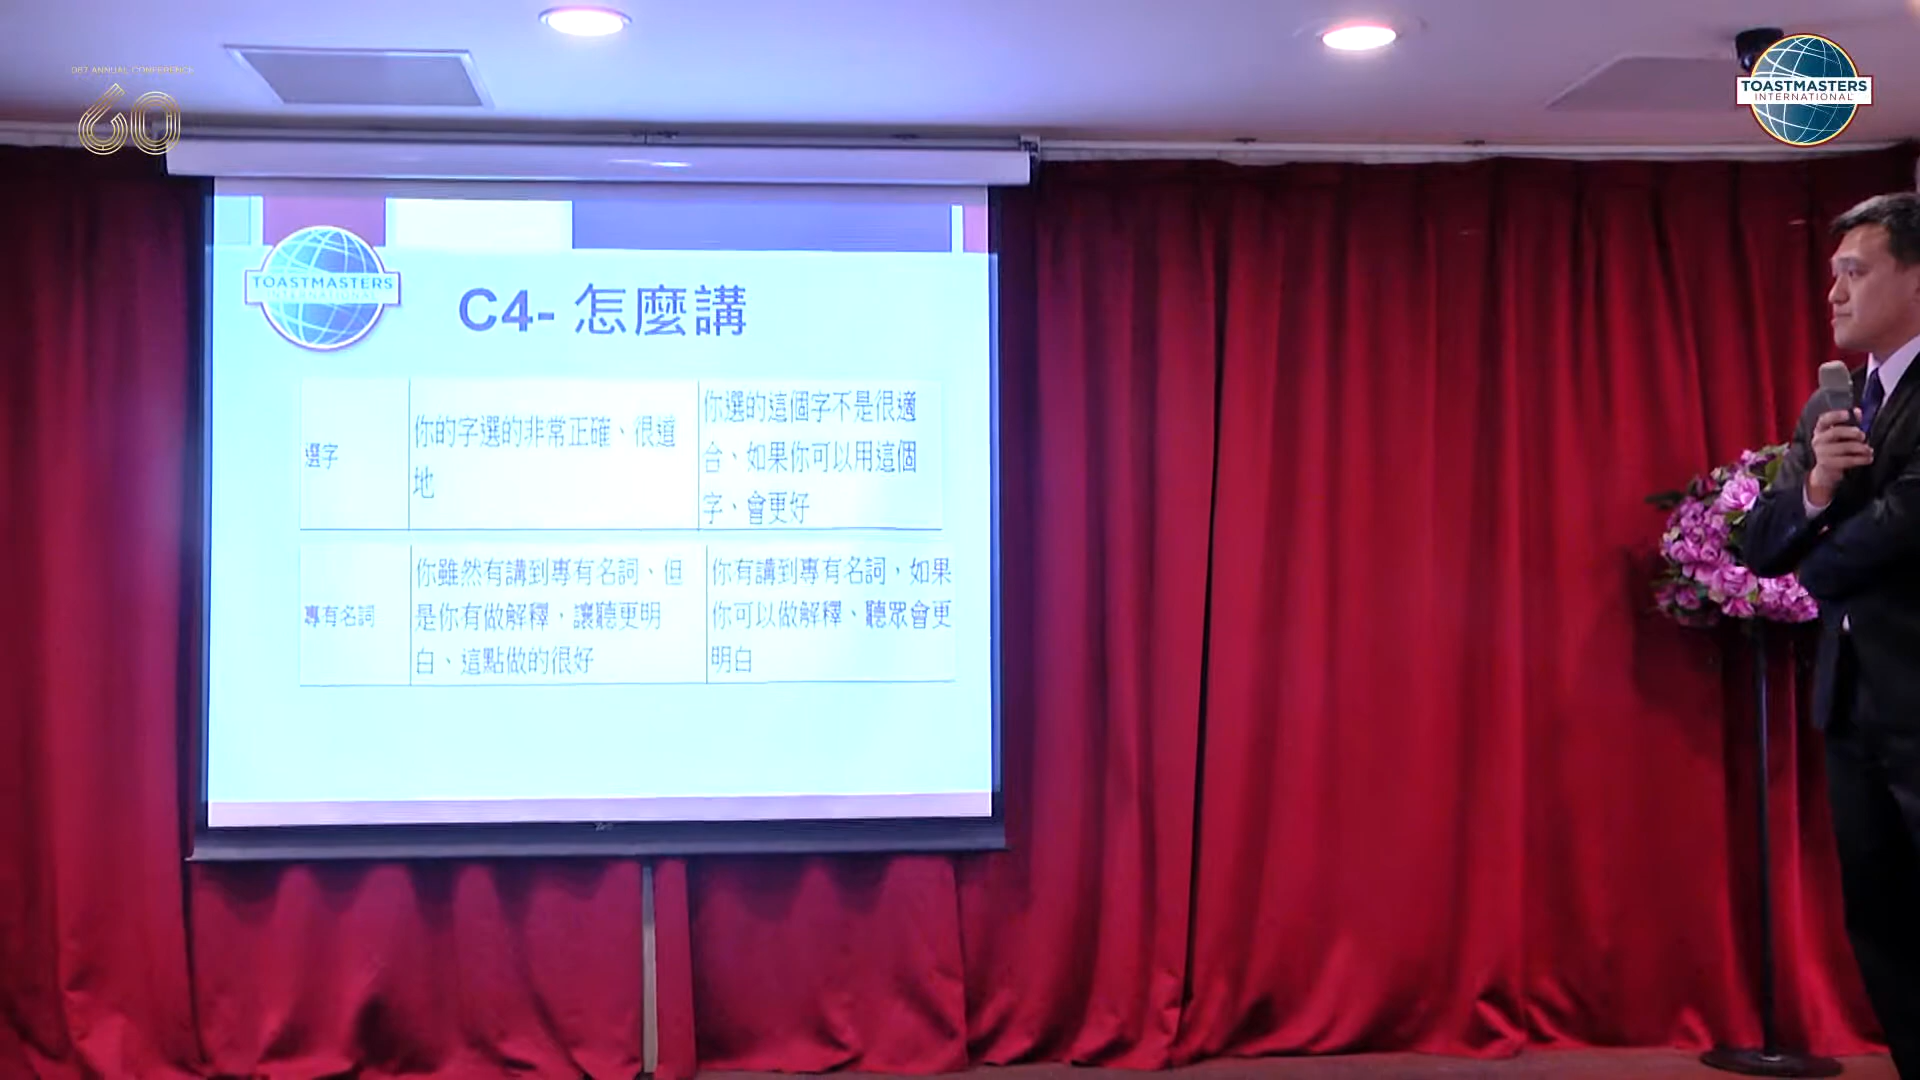 D67 ANNUAL CONFERENCE
60
TOASTMASTERS
INTERNATIONAL
TOASTMASTERS
INTERNATIONAL
C4- 怎麼講
選字
你的字選的非常正確、很道
地
你選的這個字不是很適
合、如果你可以用這個
字、會更好
專有名詞
你雖然有講到專有名詞、但
是你有做解釋，讓聽更明
白、這點做的很好
你有講到專有名詞，如果
你可以做解釋、聽眾會更
明白